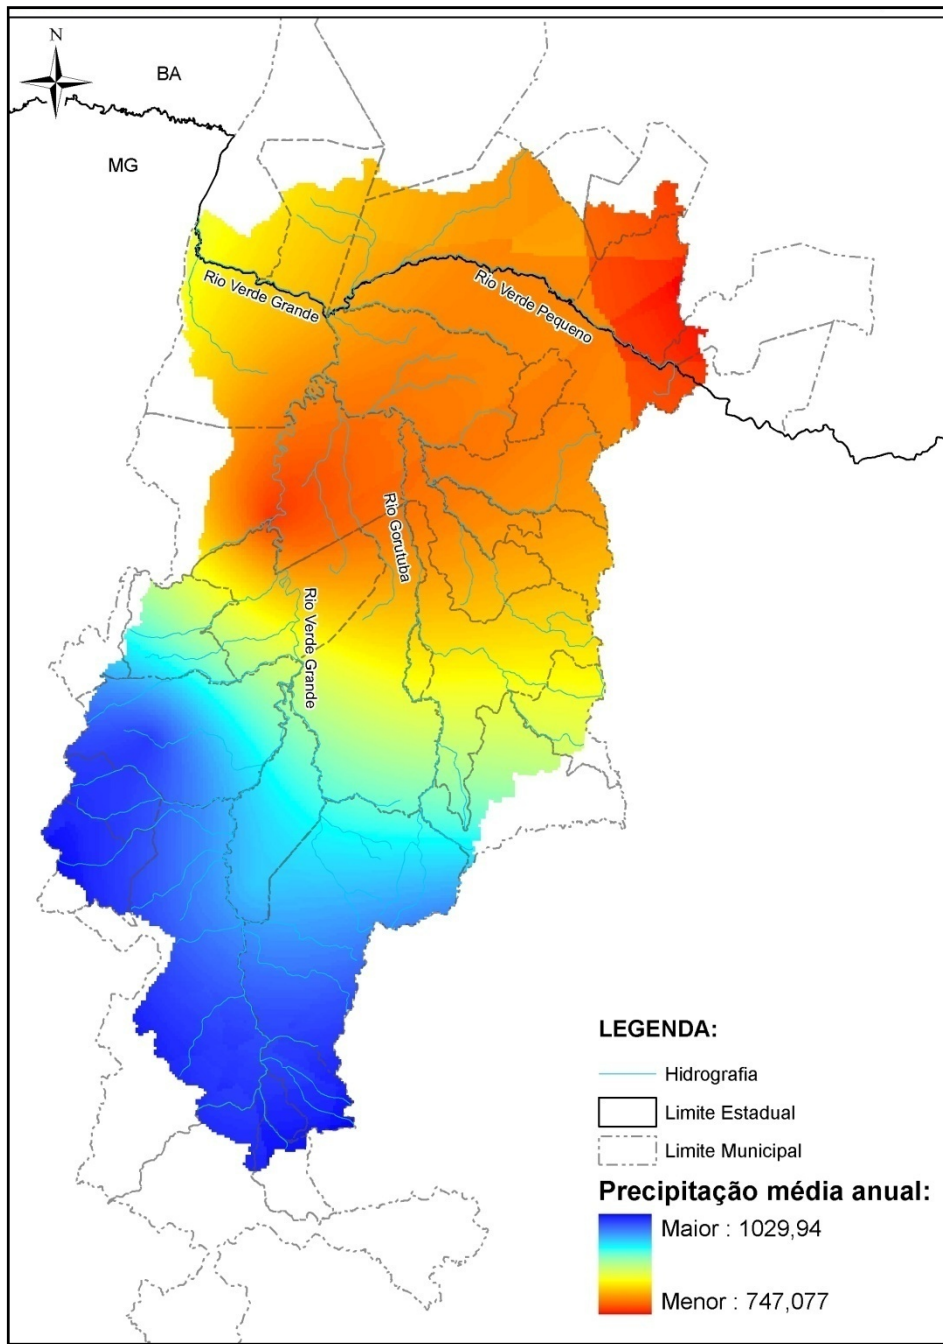 N
BA
MG
Rio Verde Grande
Rio Verde Pequeno
Rio Gorutuba
Rio Verde Grande
LEGENDA:
Hidrografia
Limite Estadual
Limite Municipal
Precipitação média anual:
Maior : 1029,94
Menor : 747,077